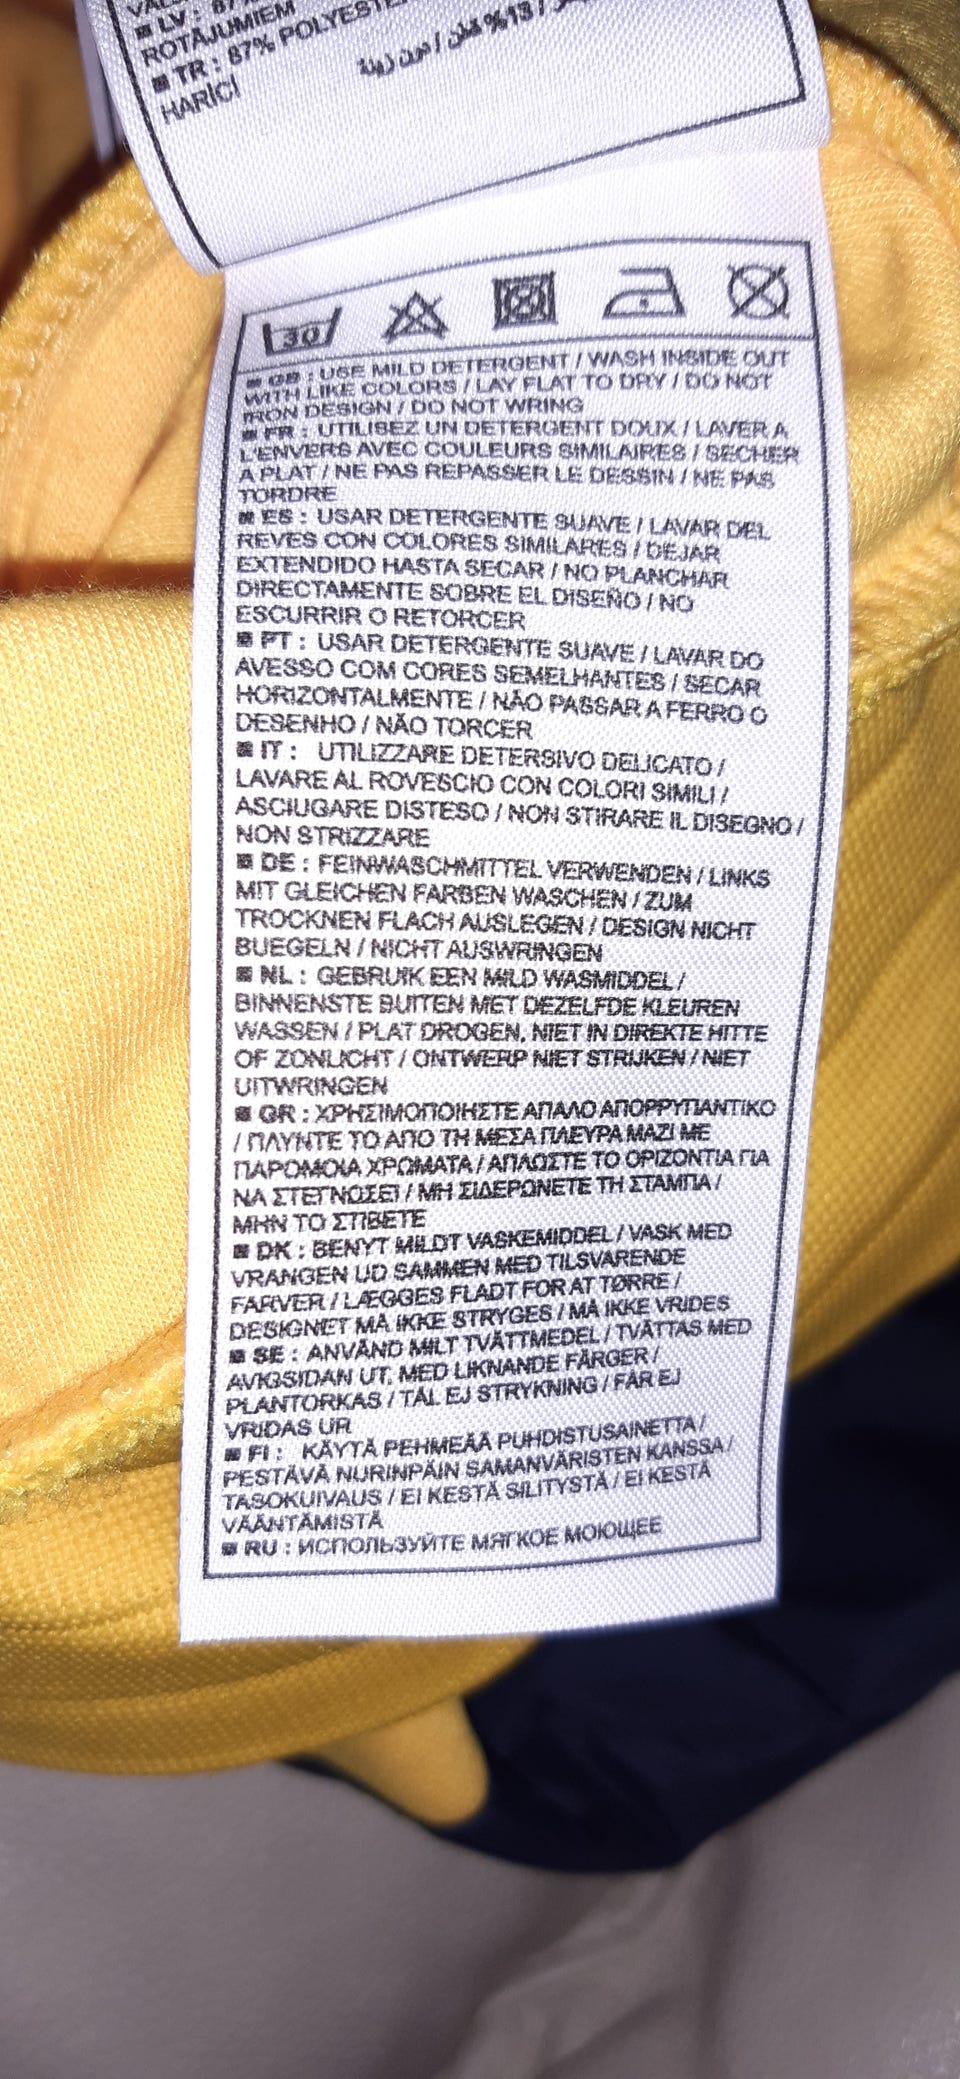 ■ LV : 87%
ROTĀJUMIEM
■ TR : 87% POLYESTER
HARİCİ
%13 قطن / من دون زينة
30
■ GB : USE MILD DETERGENT / WASH INSIDE OUT
WITH LIKE COLORS / LAY FLAT TO DRY / DO NOT
IRON DESIGN / DO NOT WRING
■ FR : UTILISEZ UN DETERGENT DOUX / LAVER A
L'ENVERS AVEC COULEURS SIMILAIRES / SECHER
A PLAT / NE PAS REPASSER LE DESSIN / NE PAS
TORDRE
■ ES : USAR DETERGENTE SUAVE / LAVAR DEL
REVES CON COLORES SIMILARES / DEJAR
EXTENDIDO HASTA SECAR / NO PLANCHAR
DIRECTAMENTE SOBRE EL DISEÑO / NO
ESCURRIR O RETORCER
■ PT : USAR DETERGENTE SUAVE / LAVAR DO
AVESSO COM CORES SEMELHANTES / SECAR
HORIZONTALMENTE / NÃO PASSAR A FERRO O
DESENHO / NÃO TORCER
■ IT : UTILIZZARE DETERSIVO DELICATO /
LAVARE AL ROVESCIO CON COLORI SIMILI /
ASCIUGARE DISTESO / NON STIRARE IL DISEGNO /
NON STRIZZARE
■ DE : FEINWASCHMITTEL VERWENDEN / LINKS
MIT GLEICHEN FARBEN WASCHEN / ZUM
TROCKNEN FLACH AUSLEGEN / DESIGN NICHT
BUEGELN / NICHT AUSWRINGEN
■ NL : GEBRUIK EEN MILD WASMIDDEL /
BINNENSTE BUITEN MET DEZELFDE KLEUREN
WASSEN / PLAT DROGEN, NIET IN DIREKTE HITTE
OF ZONLICHT / ONTWERP NIET STRIJKEN / NIET
UITWRINGEN
■ GR : ΧΡΗΣΙΜΟΠΟΙΗΣΤΕ ΑΠΑΛΟ ΑΠΟΡΡΥΠΑΝΤΙΚΟ
/ ΠΛΥΝΤΕ ΤΟ ΑΠΟ ΤΗ ΜΕΣΑ ΠΛΕΥΡΑ ΜΑΖΙ ΜΕ
ΠΑΡΟΜΟΙΑ ΧΡΩΜΑΤΑ / ΑΠΛΩΣΤΕ ΤΟ ΟΡΙΖΟΝΤΙΑ ΓΙΑ
ΝΑ ΣΤΕΓΝΩΣΕΙ / ΜΗ ΣΙΔΕΡΩΝΕΤΕ ΤΗ ΣΤΑΜΠΑ /
ΜΗΝ ΤΟ ΣΤΙΒΕΤΕ
■ DK : BENYT MILDT VASKEMIDDEL / VASK MED
VRANGEN UD SAMMEN MED TILSVARENDE
FARVER / LÆGGES FLADT FOR AT TØRRE /
DESIGNET MA IKKE STRYGES / MA IKKE VRIDES
■ SE : ANVÄND MILT TVÄTTMEDEL / TVÄTTAS MED
AVIGSIDAN UT, MED LIKNANDE FÄRGER /
PLANTORKAS / TÅL EJ STRYKNING / FÅR EJ
VRIDAS UR
■ FI : KÄYTÄ PEHMEÄÄ PUHDISTUSAINETTA /
PESTÄVÄ NURINPÄIN SAMANVÄRISTEN KANSSA /
TASOKUIVAUS / EI KESTÄ SILITYSTÄ / EI KESTÄ
VÄÄNTÄMISTÄ
■ RU : ИСПОЛЬЗУЙТЕ МЯГКОЕ МОЮЩЕЕ